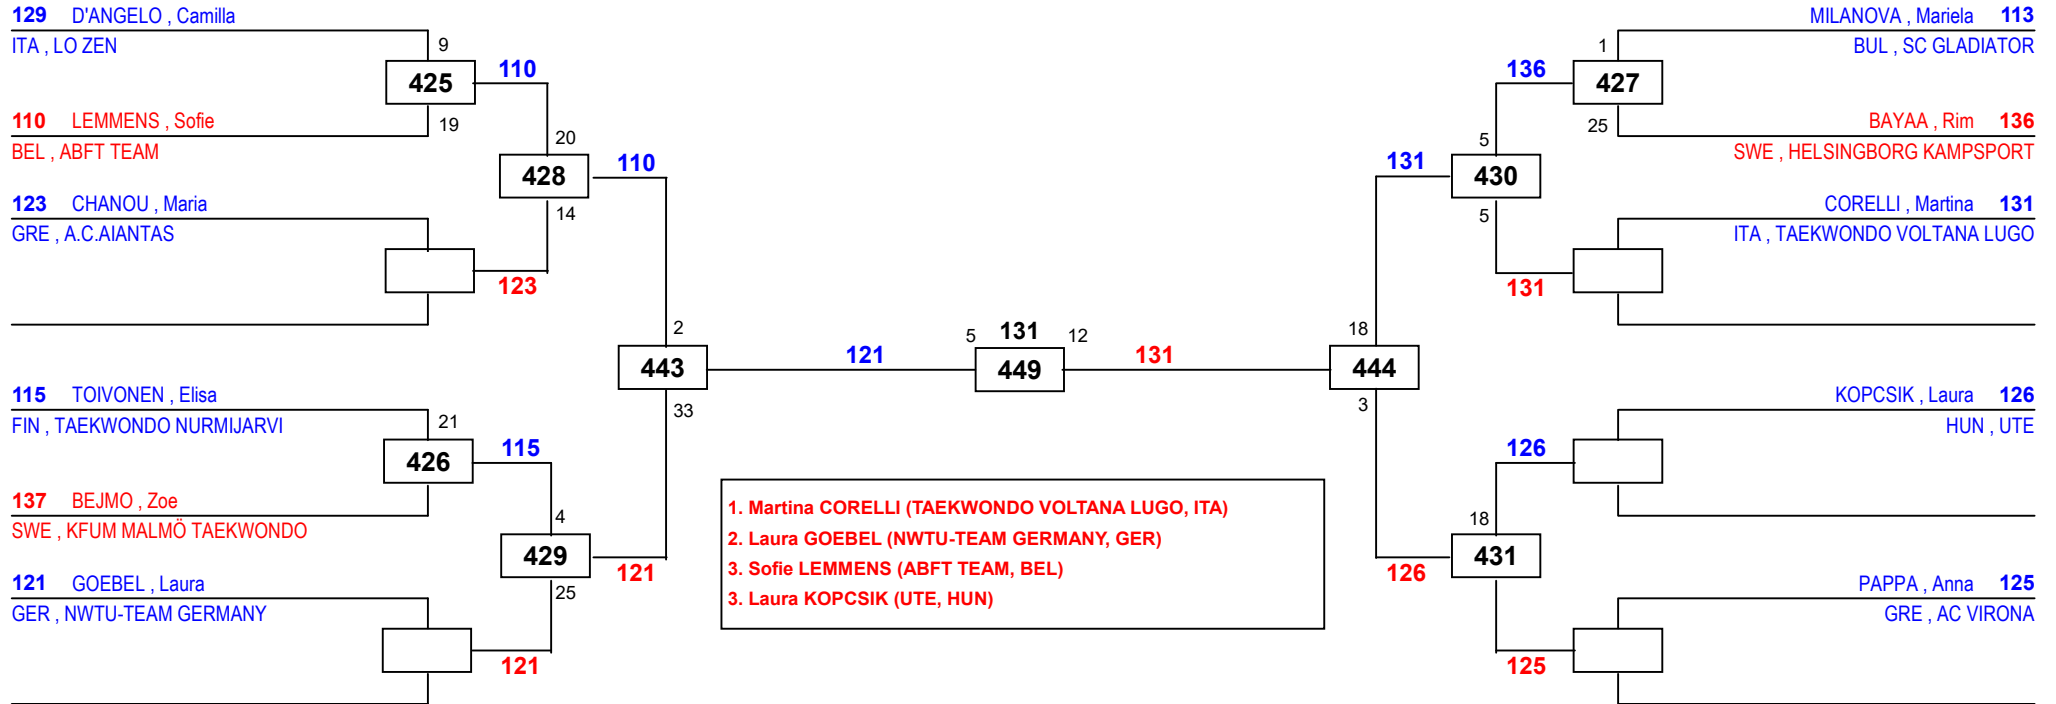 129 D'ANGELO , Camilla
ITA , LO ZEN
9
425
110
110 LEMMENS , Sofie
19
BEL , ABFT TEAM
20
428
110
14
123 CHANOU , Maria
GRE , A.C.AIANTAS
123
2
443
121
33
115 TOIVONEN , Elisa
FIN , TAEKWONDO NURMIJARVI
21
426
115
137 BEJMO , Zoe
SWE , KFUM MALMÖ TAEKWONDO
4
429
121
25
121 GOEBEL , Laura
GER , NWTU-TEAM GERMANY
121
5 131 12
449
131
1. Martina CORELLI (TAEKWONDO VOLTANA LUGO, ITA)
2. Laura GOEBEL (NWTU-TEAM GERMANY, GER)
3. Sofie LEMMENS (ABFT TEAM, BEL)
3. Laura KOPCSIK (UTE, HUN)
MILANOVA , Mariela 113
BUL , SC GLADIATOR
1
136
427
25
BAYAA , Rim 136
SWE , HELSINGBORG KAMPSPORT
5
131
430
5
CORELLI , Martina 131
ITA , TAEKWONDO VOLTANA LUGO
131
18
444
3
KOPCSIK , Laura 126
HUN , UTE
126
18
431
126
PAPPA , Anna 125
GRE , AC VIRONA
125